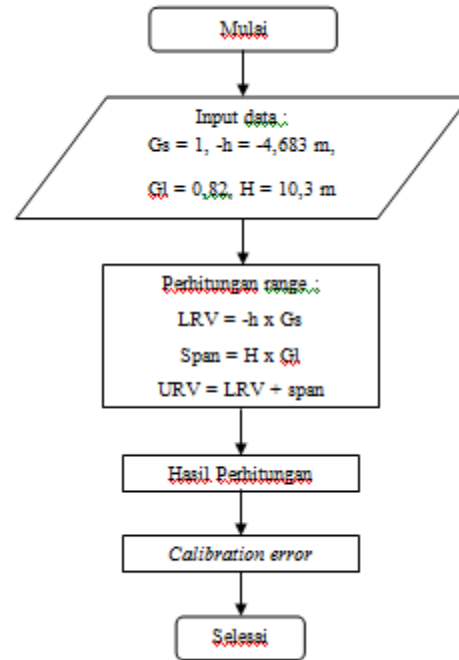 Mulai
Input data :
Gs = 1, -h = -4,683 m,
Gl = 0,82, H = 10,3 m
Perhitungan range :
LRV = -h x Gs
Span = H x Gl
URV = LRV + span
Hasil Perhitungan
Calibration error
Selesai